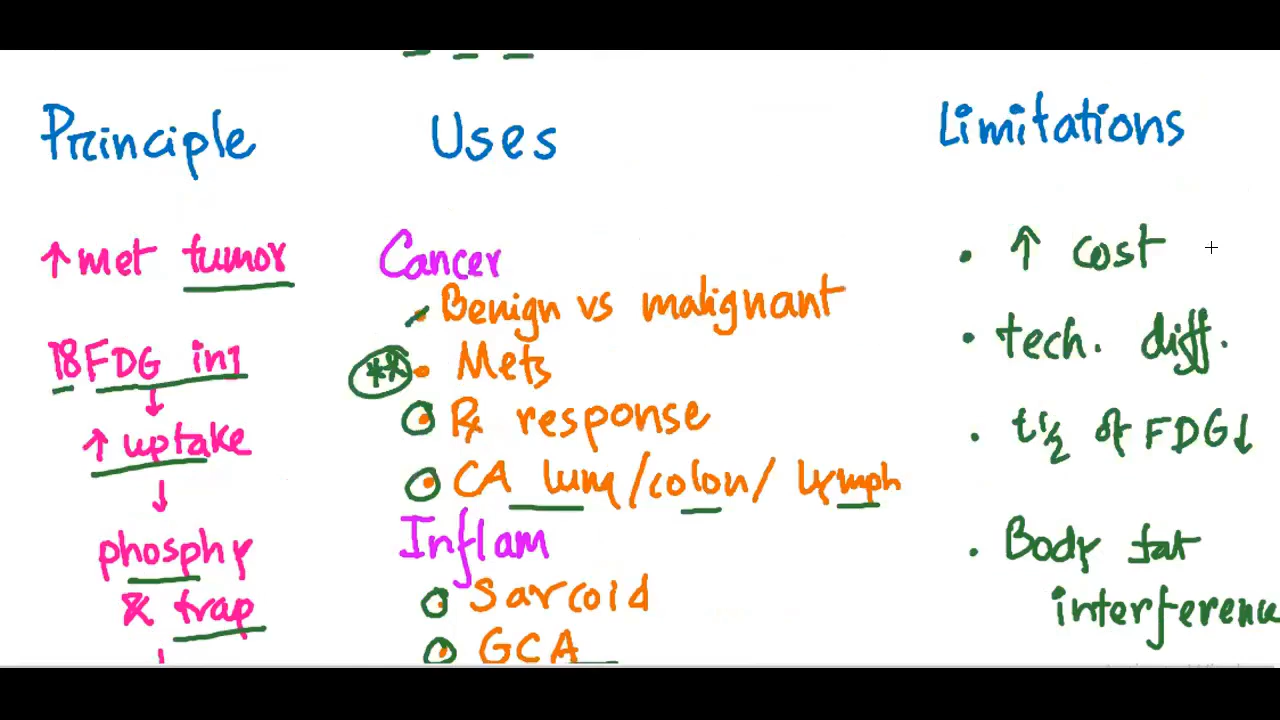 Principle
↑ met tumor
18FDG inj
↓
↑ uptake
↓
phosphy
& trap
Uses
Cancer
• Benign vs malignant
** • Mets
• Rx response
• CA lung/colon/lymph
Inflam
• Sarcoid
• GCA
Limitations
• ↑ cost
• tech. diff.
• t½ of FDG↓
• Body fat
interference